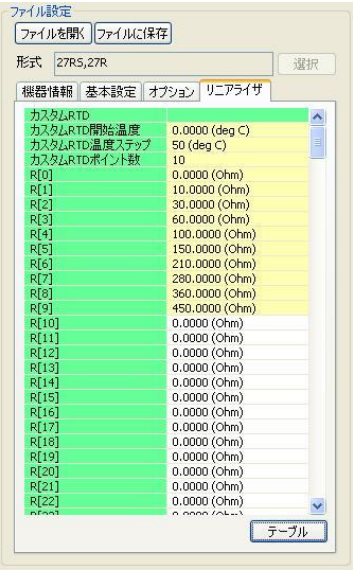 ファイル設定
ファイルを開く ファイルに保存
形式 27RS,27R 選択
機器情報 基本設定 オプション リニアライザ
カスタムRTD
カスタムRTD開始温度 0.0000 (deg C)
カスタムRTD温度ステップ 50 (deg C)
カスタムRTDポイント数 10
R[0] 0.0000 (Ohm)
R[1] 10.0000 (Ohm)
R[2] 30.0000 (Ohm)
R[3] 60.0000 (Ohm)
R[4] 100.0000 (Ohm)
R[5] 150.0000 (Ohm)
R[6] 210.0000 (Ohm)
R[7] 280.0000 (Ohm)
R[8] 360.0000 (Ohm)
R[9] 450.0000 (Ohm)
R[10] 0.0000 (Ohm)
R[11] 0.0000 (Ohm)
R[12] 0.0000 (Ohm)
R[13] 0.0000 (Ohm)
R[14] 0.0000 (Ohm)
R[15] 0.0000 (Ohm)
R[16] 0.0000 (Ohm)
R[17] 0.0000 (Ohm)
R[18] 0.0000 (Ohm)
R[19] 0.0000 (Ohm)
R[20] 0.0000 (Ohm)
R[21] 0.0000 (Ohm)
R[22] 0.0000 (Ohm)
テーブル